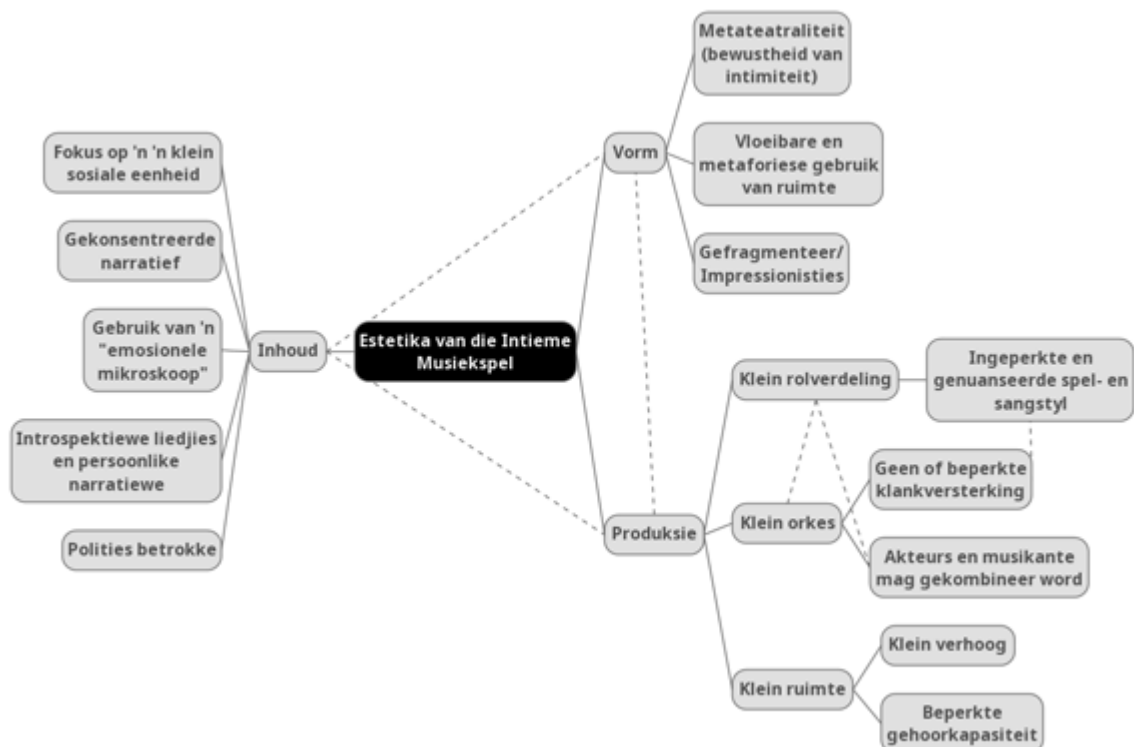 Estetika van die Intieme
Musiekspel
Inhoud
Fokus op 'n 'n klein
sosiale eenheid
Gekonsentreerde
narratief
Gebruik van 'n
"emosionele
mikroskoop"
Introspektiewe liedjies
en persoonlike
narratiewe
Polities betrokke
Vorm
Metateatraliteit
(bewustheid van
intimiteit)
Vloeibare en
metaforiese gebruik
van ruimte
Gefragmenteer/
Impressionisties
Produksie
Klein rolverdeling
Ingeperkte en
genuanseerde spel- en
sangstyl
Klein orkes
Geen of beperkte
klankversterking
Akteurs en musikante
mag gekombineer word
Klein ruimte
Klein verhoog
Beperkte
gehoorkapasiteit